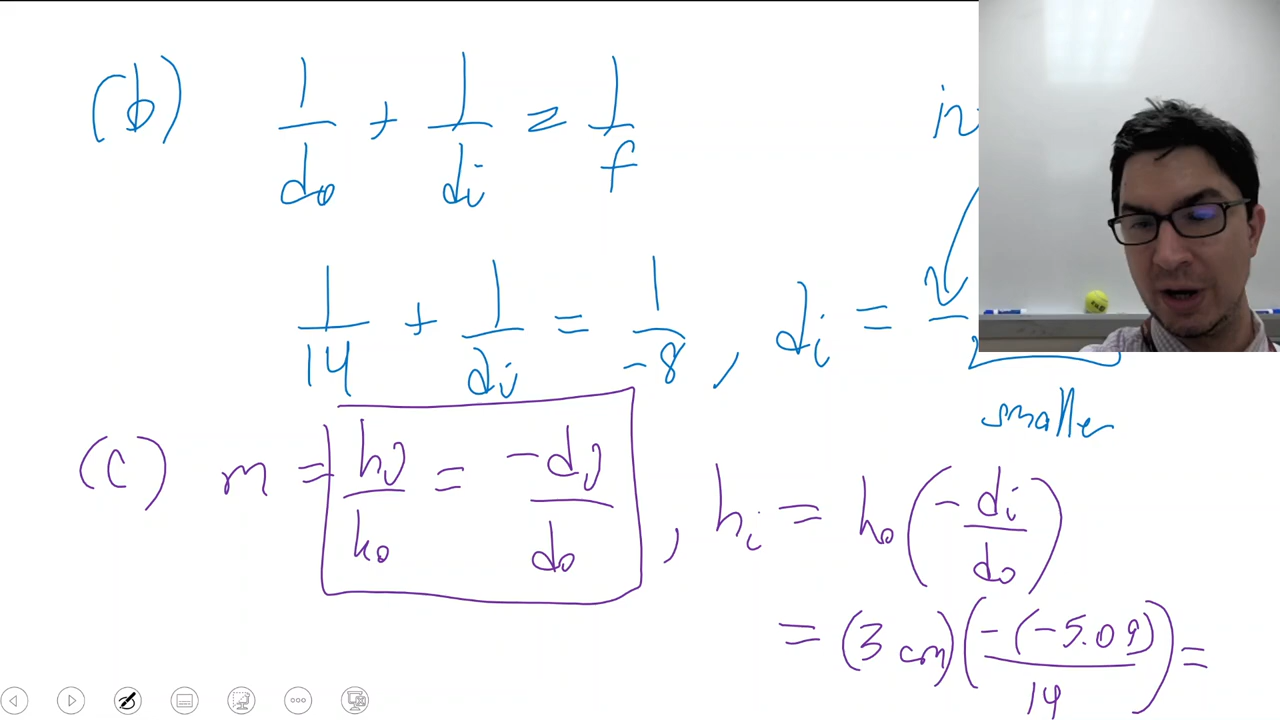 (b) 1/do + 1/di = 1/f
1/14 + 1/di = 1/-8 , di =
smaller
(c) m = hi/ho = -di/do , hi = ho (-di/do)
= (3 cm) (-(-5.09)/14) =